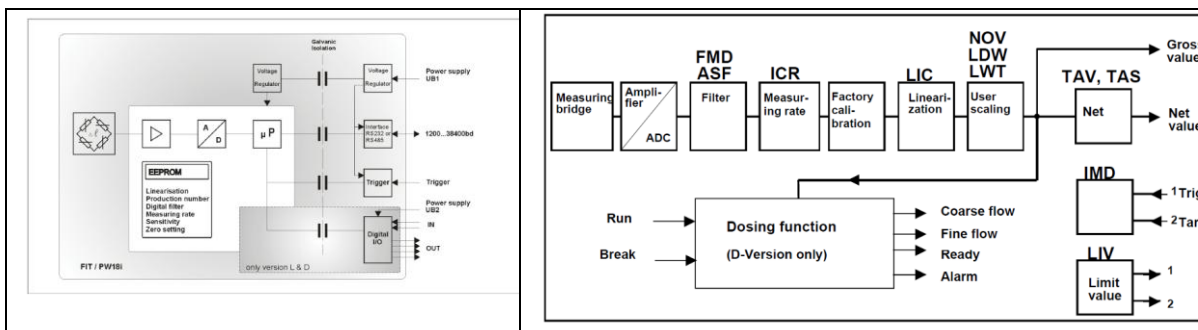 Galvanic
Isolation
Voltage
Regulator
Voltage
Regulator
Power supply
UB1
A
D
µP
Interface
RS232 or
RS485
1200...38400bd
EEPROM
Linearisation
Production number
Digital filter
Measuring rate
Sensitivity
Zero setting
Trigger
Trigger
Power supply
UB2
IN
Digital
I/O
OUT
FIT / PW18i
only version L & D
NOV
LDW
LWT
FMD
ASF
ICR
LIC
TAV, TAS
Gross
value
Measuring
bridge
Ampli-
fier
ADC
Filter
Measur-
ing rate
Factory
cali-
bration
Lineari-
zation
User
scaling
Net
Net
value
IMD
1Trig
2Tar
Run
Break
Dosing function
(D-Version only)
Coarse flow
Fine flow
Ready
Alarm
LIV
Limit
value
1
2